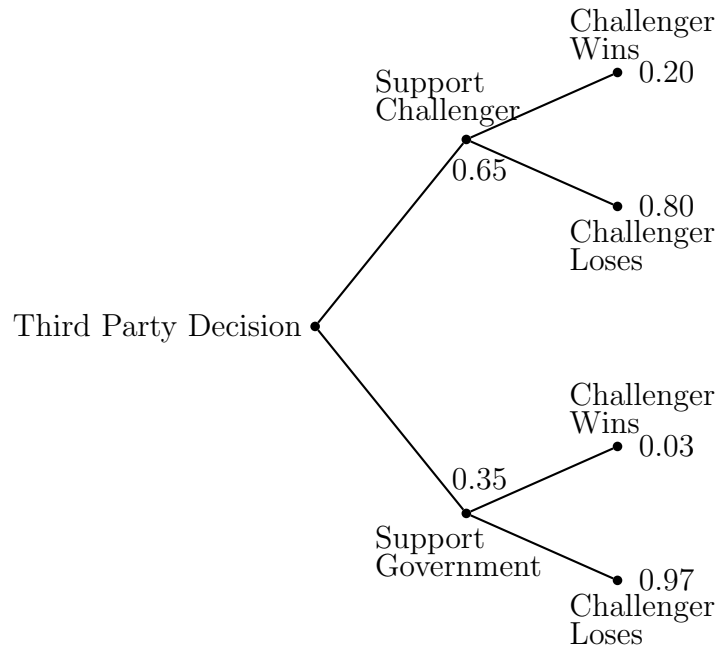 Challenger
Wins
0.20
Support
Challenger
0.65
0.80
Challenger
Loses
Third Party Decision
Challenger
Wins
0.03
0.35
Support
Government
0.97
Challenger
Loses